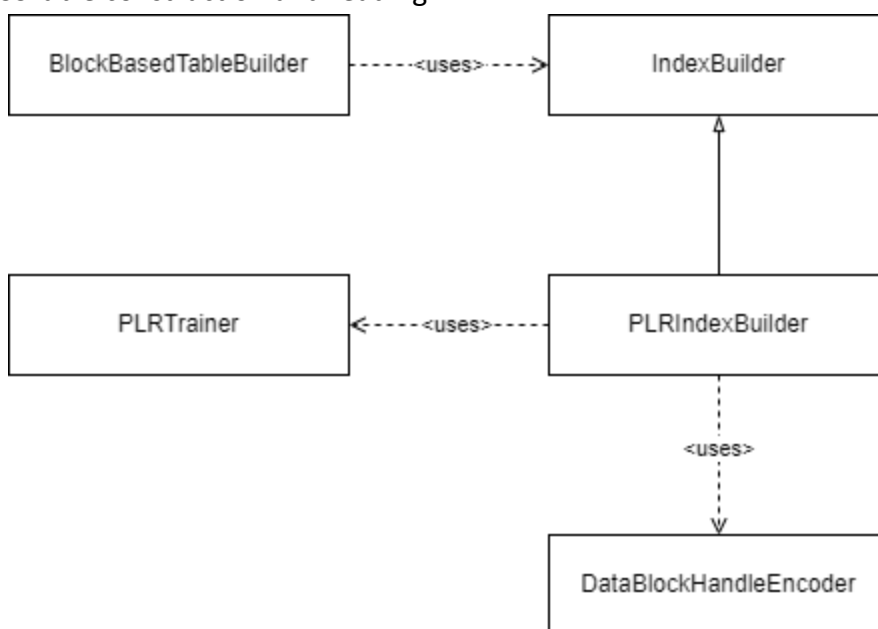 BlockBasedTableBuilder
<uses>
IndexBuilder
PLRTrainer
<uses>
PLRIndexBuilder
<uses>
DataBlockHandleEncoder